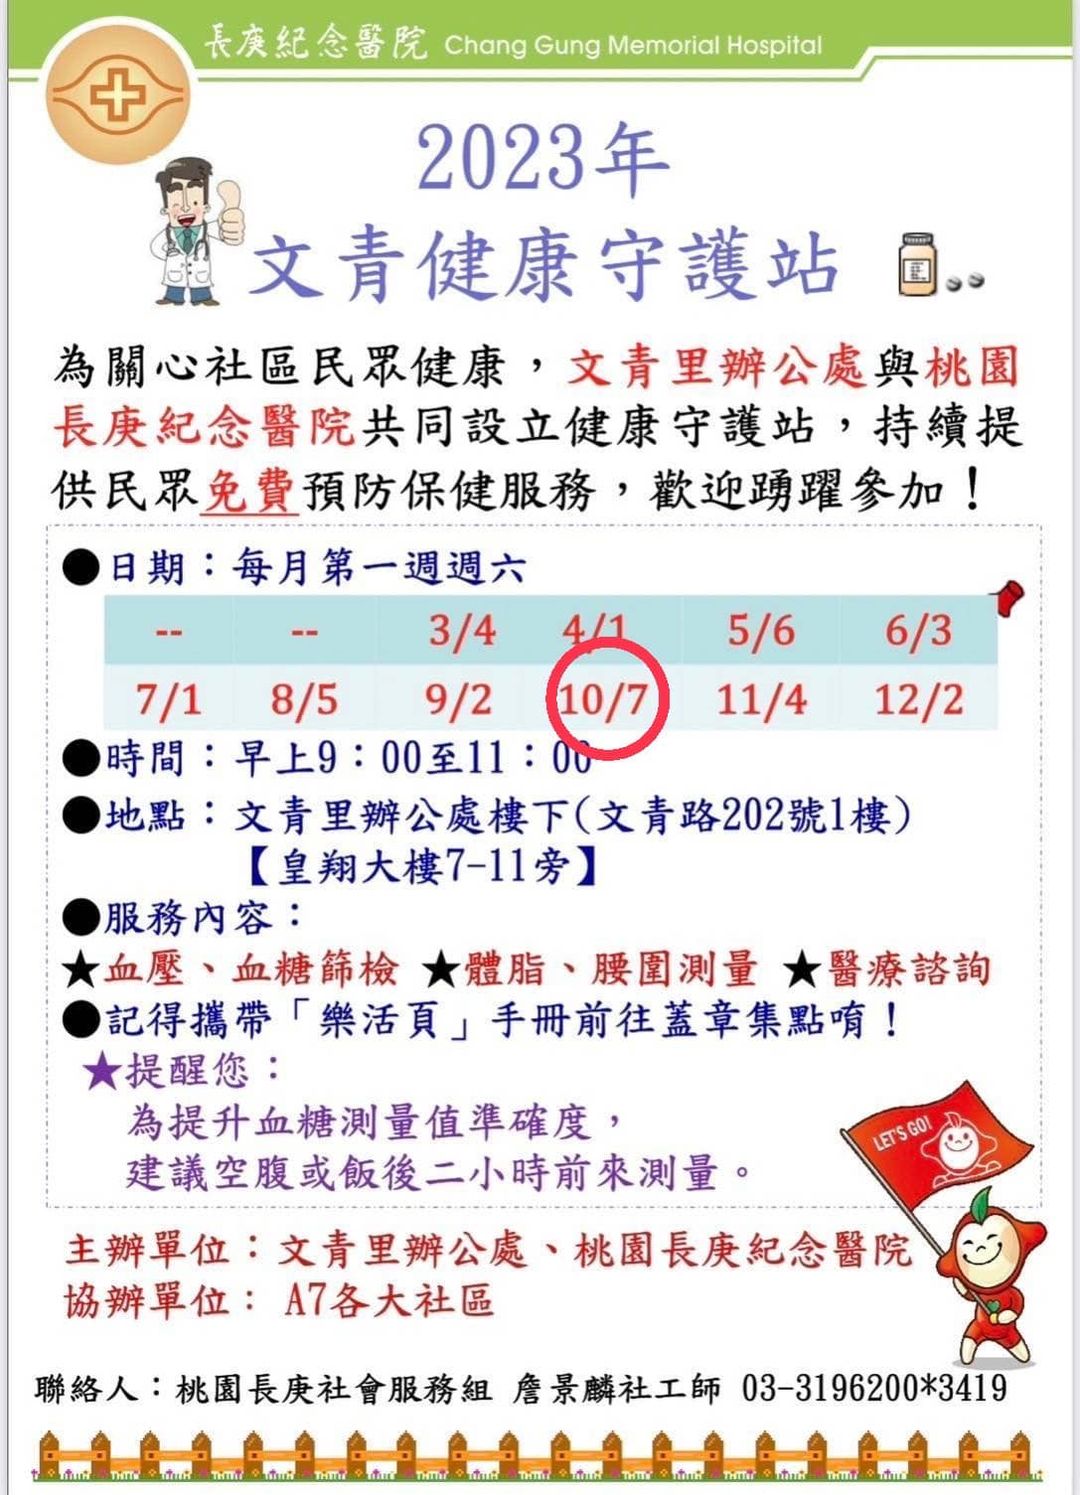 長庚紀念醫院 Chang Gung Memorial Hospital
2023年
文青健康守護站
為關心社區民眾健康，文青里辦公處與桃園
長庚紀念醫院共同設立健康守護站，持續提
供民眾免費預防保健服務，歡迎踴躍參加！
●日期：每月第一週週六
-- -- 3/4 4/1 5/6 6/3
7/1 8/5 9/2 10/7 11/4 12/2
●時間：早上9：00至11：00
●地點：文青里辦公處樓下(文青路202號1樓)
【皇翔大樓7-11旁】
●服務內容：
★血壓、血糖篩檢 ★體脂、腰圍測量 ★醫療諮詢
●記得攜帶「樂活頁」手冊前往蓋章集點唷！
★提醒您：
為提升血糖測量值準確度，
建議空腹或飯後二小時前來測量。
LET'S GO!
主辦單位：文青里辦公處、桃園長庚紀念醫院
協辦單位：A7各大社區
聯絡人：桃園長庚社會服務組 詹景麟社工師 03-3196200*3419